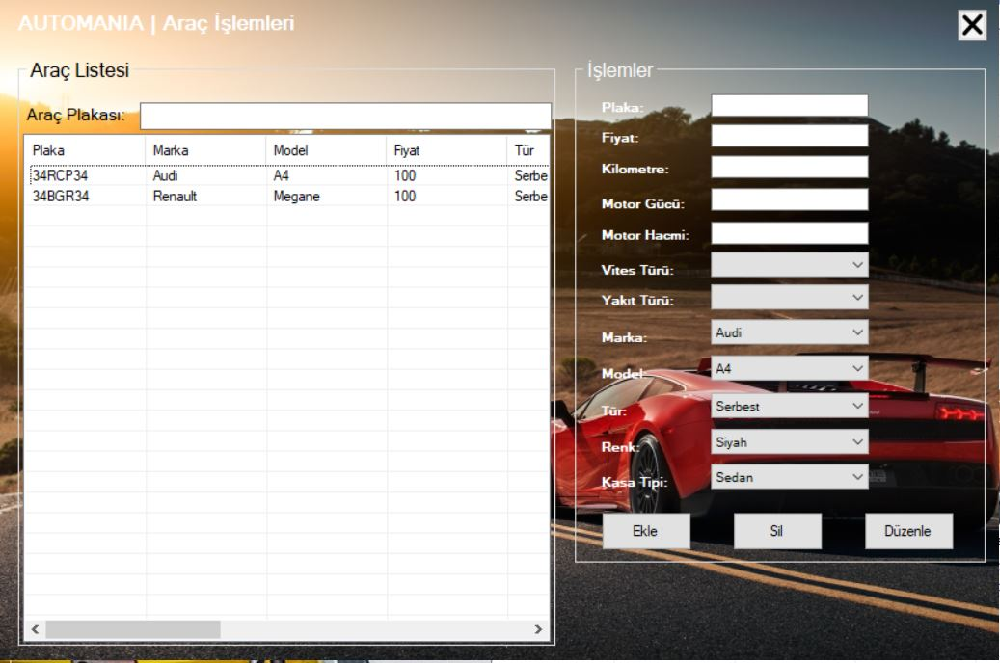 AUTOMANIA | Araç İşlemleri
Araç Listesi
Araç Plakası:
Plaka Marka Model Fiyat Tür
34RCP34 Audi A4 100 Serbe
34BGR34 Renault Megane 100 Serbe
İşlemler
Plaka:
Fiyat:
Kilometre:
Motor Gücü:
Motor Hacmi:
Vites Türü:
Yakıt Türü:
Marka: Audi
Model: A4
Tür: Serbest
Renk: Siyah
Kasa Tipi: Sedan
Ekle Sil Düzenle